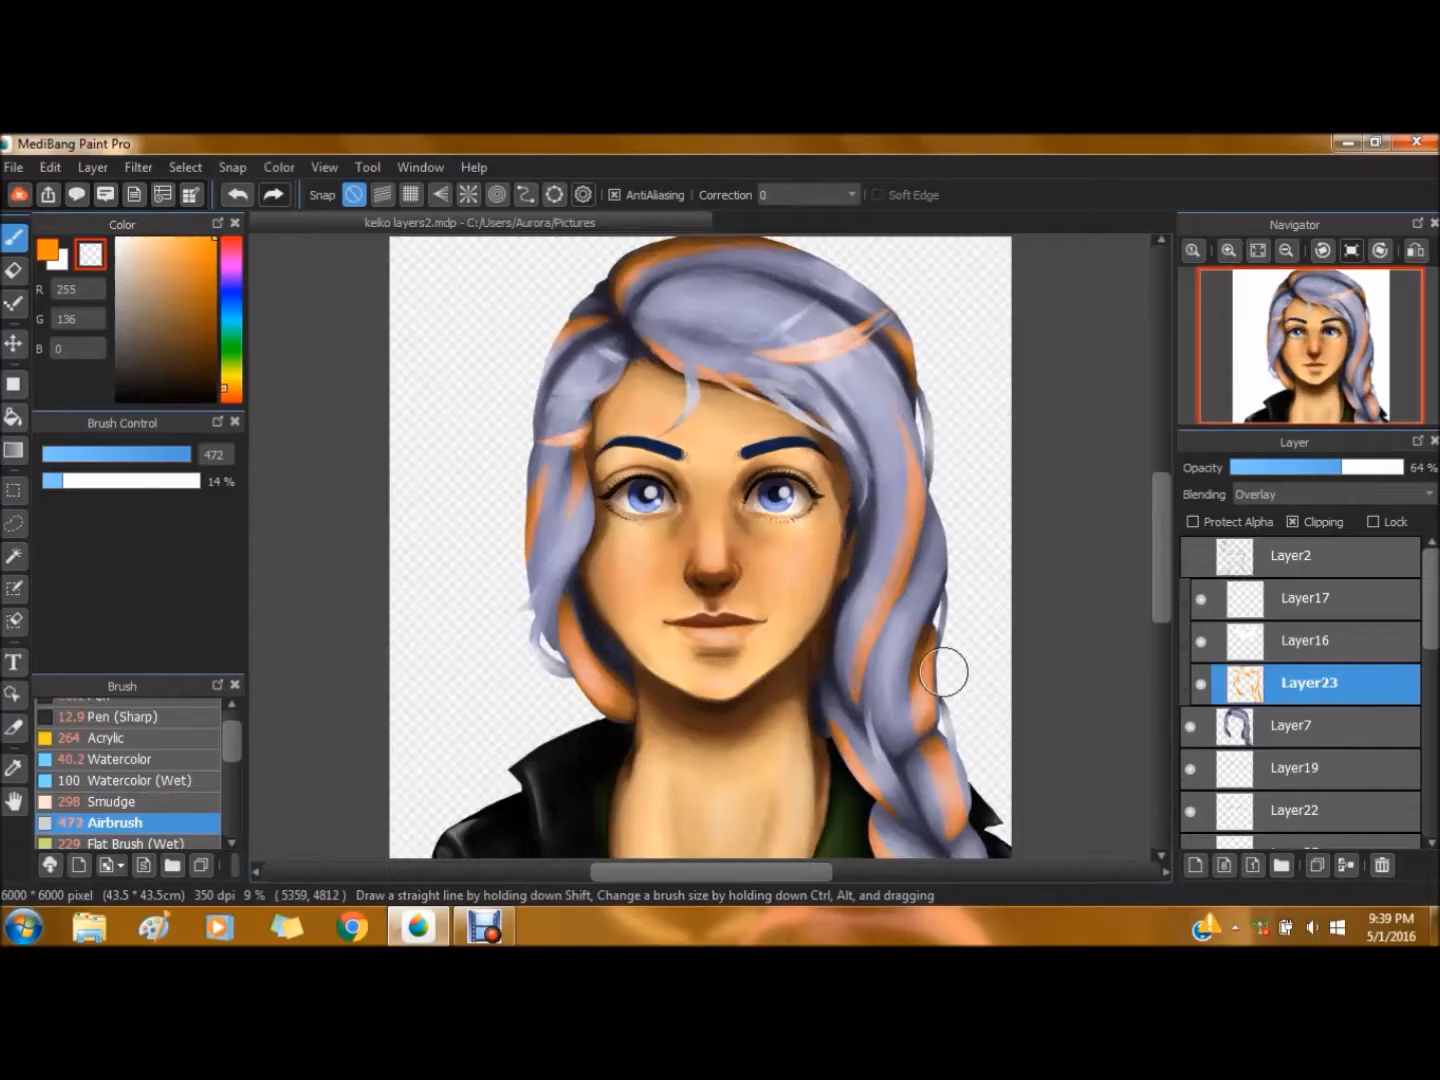 MediBang Paint Pro
File Edit Layer Filter Select Snap Color View Tool Window Help
Snap AntiAliasing Correction 0 Soft Edge
Color
keiko layers2.mdp - C:/Users/Aurora/Pictures
Navigator
R 255
G 136
B 0
Brush Control
472
14 %
Layer
Opacity 64 %
Blending Overlay
Protect Alpha Clipping Lock
Layer2
Layer17
Layer16
Layer23
Layer7
Layer19
Layer22
Brush
Pen
12.9 Pen (Sharp)
264 Acrylic
40.2 Watercolor
100 Watercolor (Wet)
298 Smudge
472 Airbrush
229 Flat Brush (Wet)
6000 * 6000 pixel (43.5 * 43.5cm) 350 dpi 9 % ( 5359, 4812 ) Draw a straight line by holding down Shift, Change a brush size by holding down Ctrl, Alt, and dragging
9:39 PM
5/1/2016